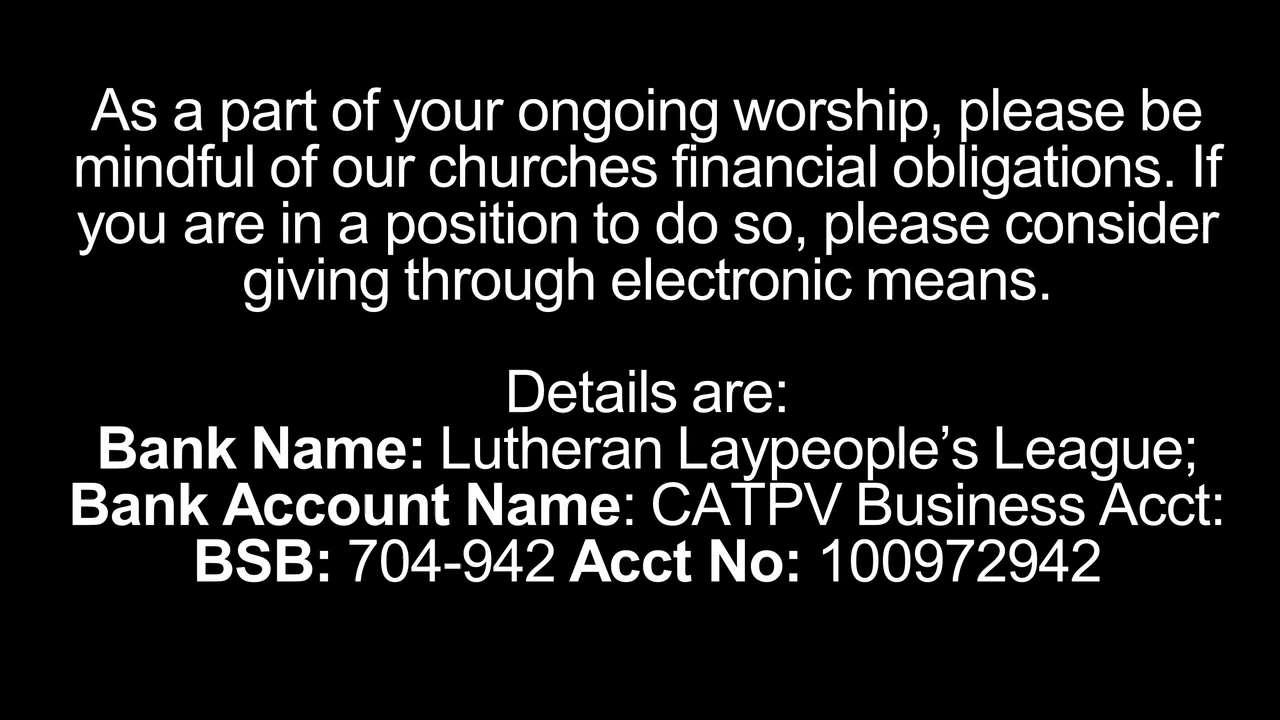 As a part of your ongoing worship, please be
mindful of our churches financial obligations. If
you are in a position to do so, please consider
giving through electronic means.
Details are:
Bank Name: Lutheran Laypeople’s League;
Bank Account Name: CATPV Business Acct:
BSB: 704-942 Acct No: 100972942